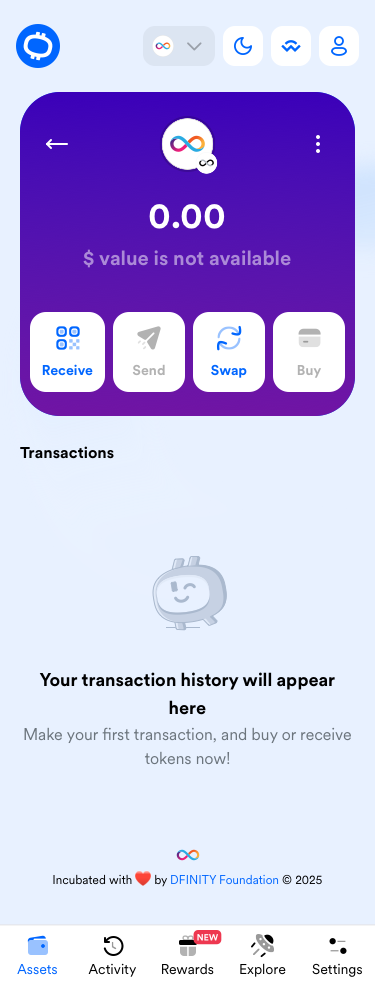 0.00
$ value is not available
Receive
Send
Swap
Buy
Transactions
Your transaction history will appear
here
Make your first transaction, and buy or receive
tokens now!
Incubated with ❤️ by DFINITY Foundation © 2025
NEW
Assets
Activity
Rewards
Explore
Settings